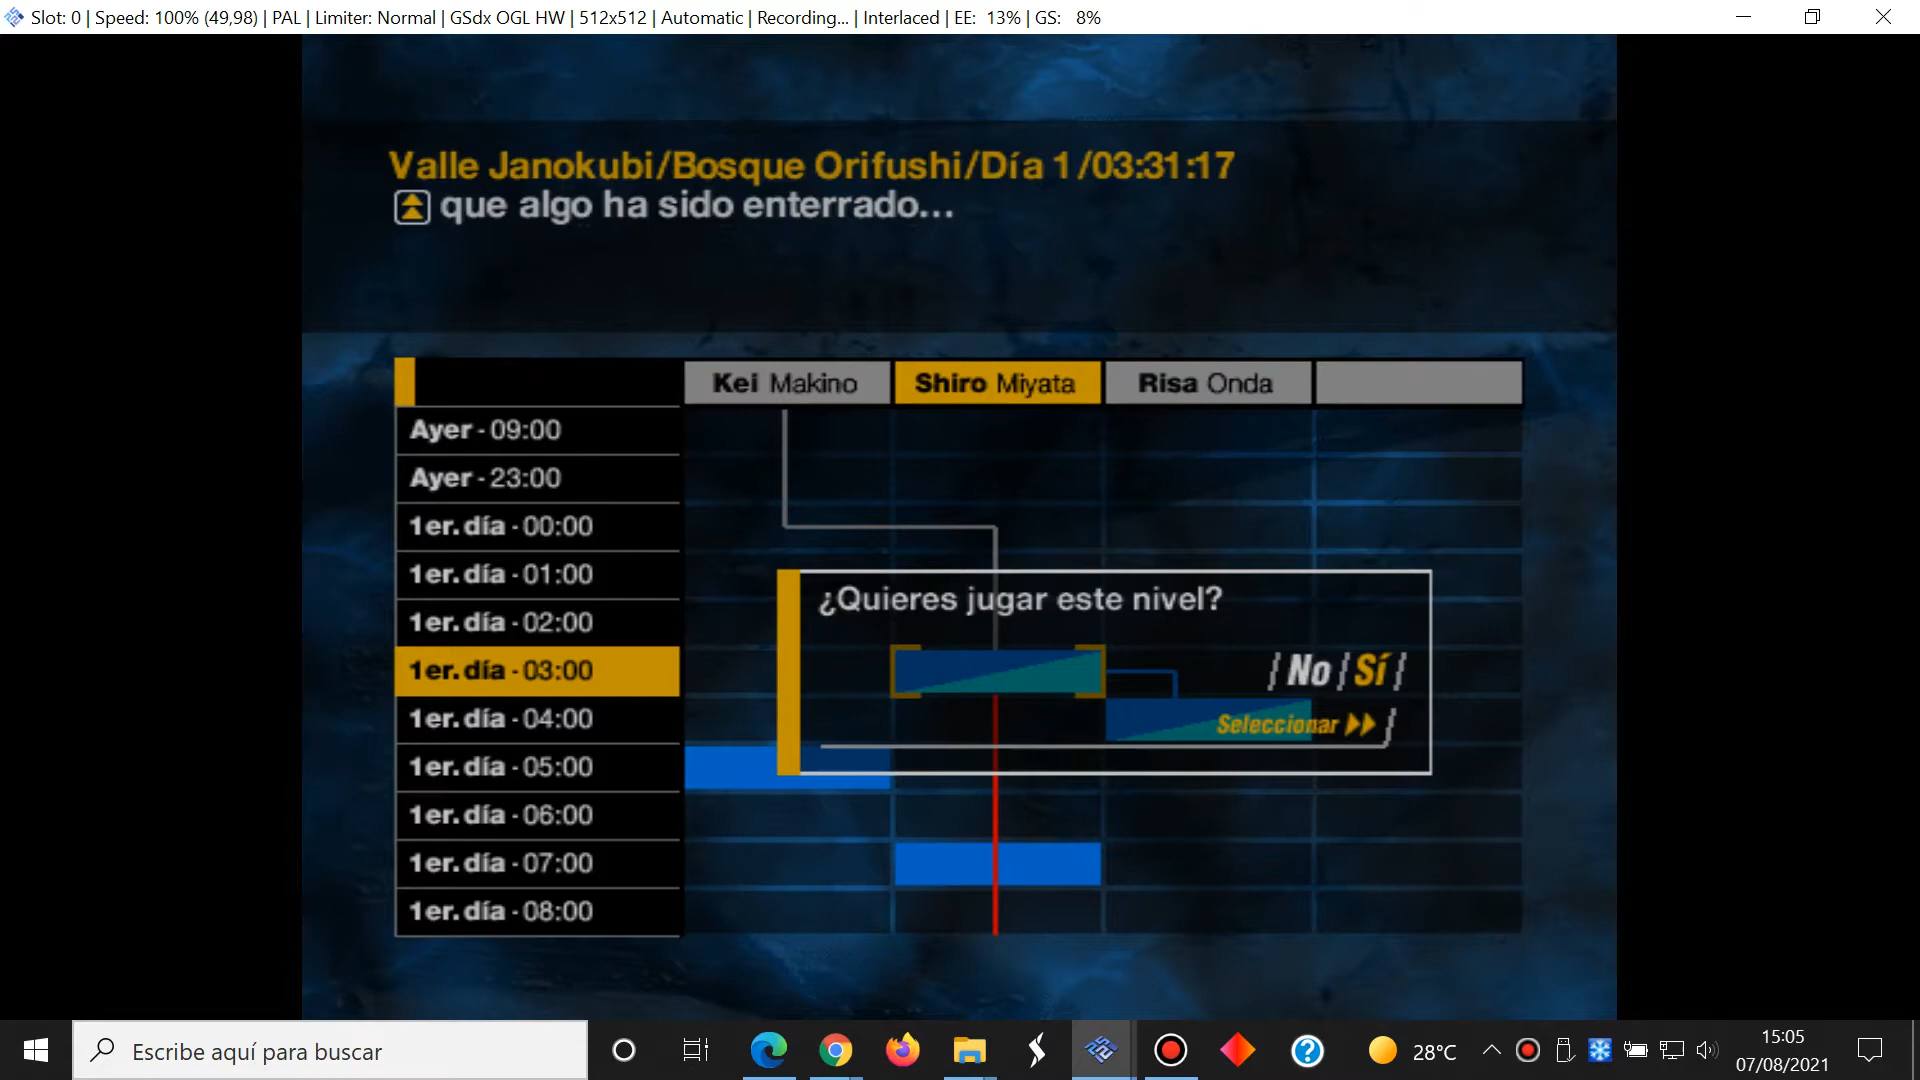 Slot: 0 | Speed: 100% (49,98) | PAL | Limiter: Normal | GSdx OGL HW | 512x512 | Automatic | Recording... | Interlaced | EE: 13% | GS: 8%
Valle Janokubi/Bosque Orifushi/Día 1 /03:31:17
que algo ha sido enterrado...
Kei Makino
Shiro Miyata
Risa Onda
Ayer - 09:00
Ayer - 23:00
1er. día - 00:00
1er. día - 01:00
1er. día - 02:00
1er. día - 03:00
1er. día - 04:00
1er. día - 05:00
1er. día - 06:00
1er. día - 07:00
1er. día - 08:00
¿Quieres jugar este nivel?
No Sí
Seleccionar
Escribe aquí para buscar
28°C
15:05
07/08/2021